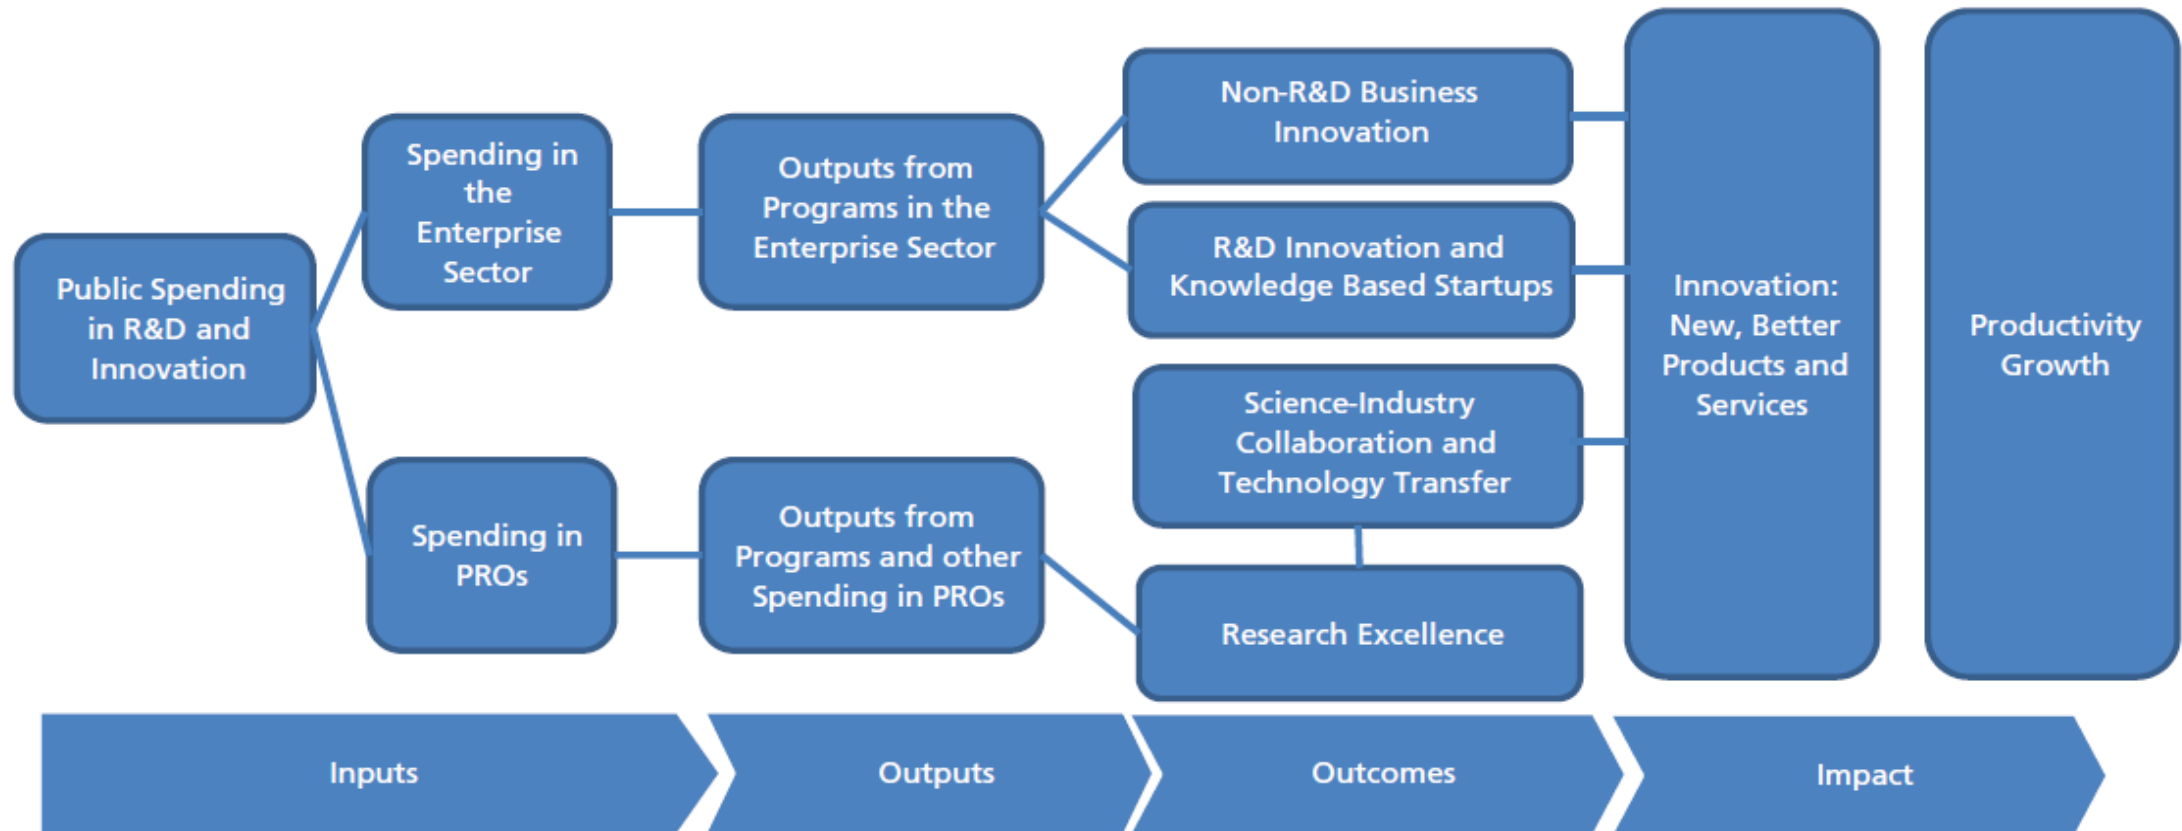 Public Spending
in R&D and
Innovation
Spending in
the
Enterprise
Sector
Spending in
PROs
Outputs from
Programs in the
Enterprise Sector
Outputs from
Programs and other
Spending in PROs
Non-R&D Business
Innovation
R&D Innovation and
Knowledge Based Startups
Science-Industry
Collaboration and
Technology Transfer
Research Excellence
Innovation:
New, Better
Products and
Services
Productivity
Growth
Inputs
Outputs
Outcomes
Impact